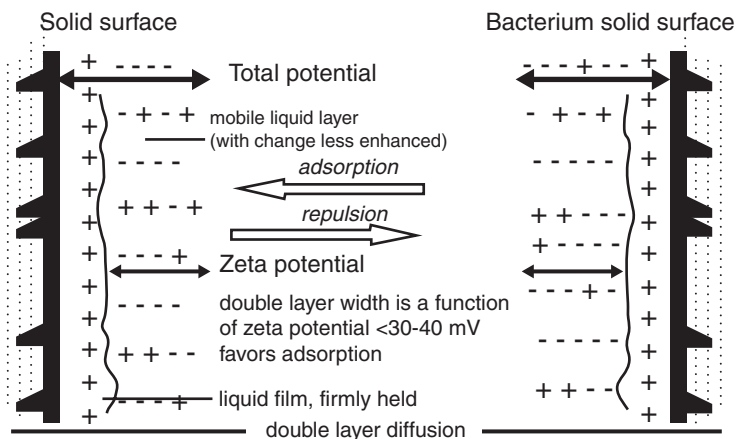 Solid surface
Bacterium solid surface
Total potential
mobile liquid layer
(with change less enhanced)
adsorption
repulsion
Zeta potential
double layer width is a function
of zeta potential <30-40 mV
favors adsorption
liquid film, firmly held
double layer diffusion